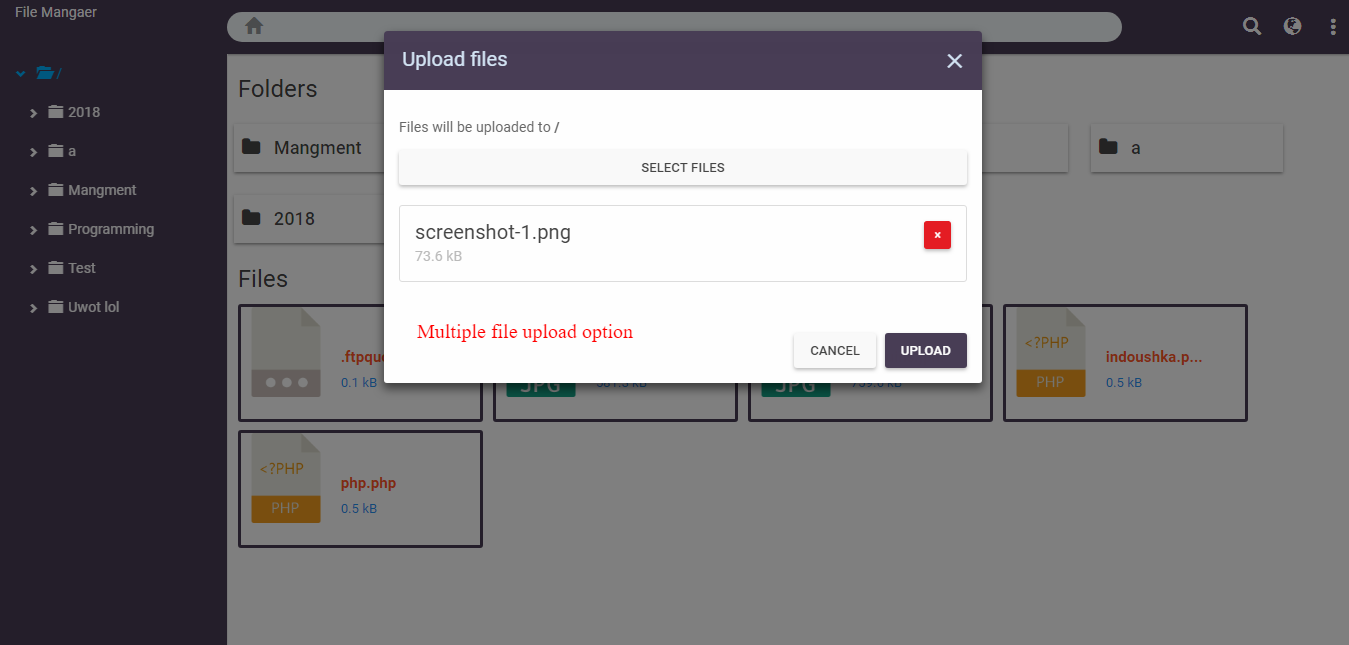 File Mangaer
/
2018
a
Mangment
Programming
Test
Uwot lol
Upload files
Files will be uploaded to /
SELECT FILES
screenshot-1.png
73.6 kB
×
Multiple file upload option
CANCEL
UPLOAD
Folders
Mangment
a
2018
Files
0.1 kB
JPG
JPG
<?PHP
PHP
indoushka.p...
0.5 kB
<?PHP
PHP
php.php
0.5 kB